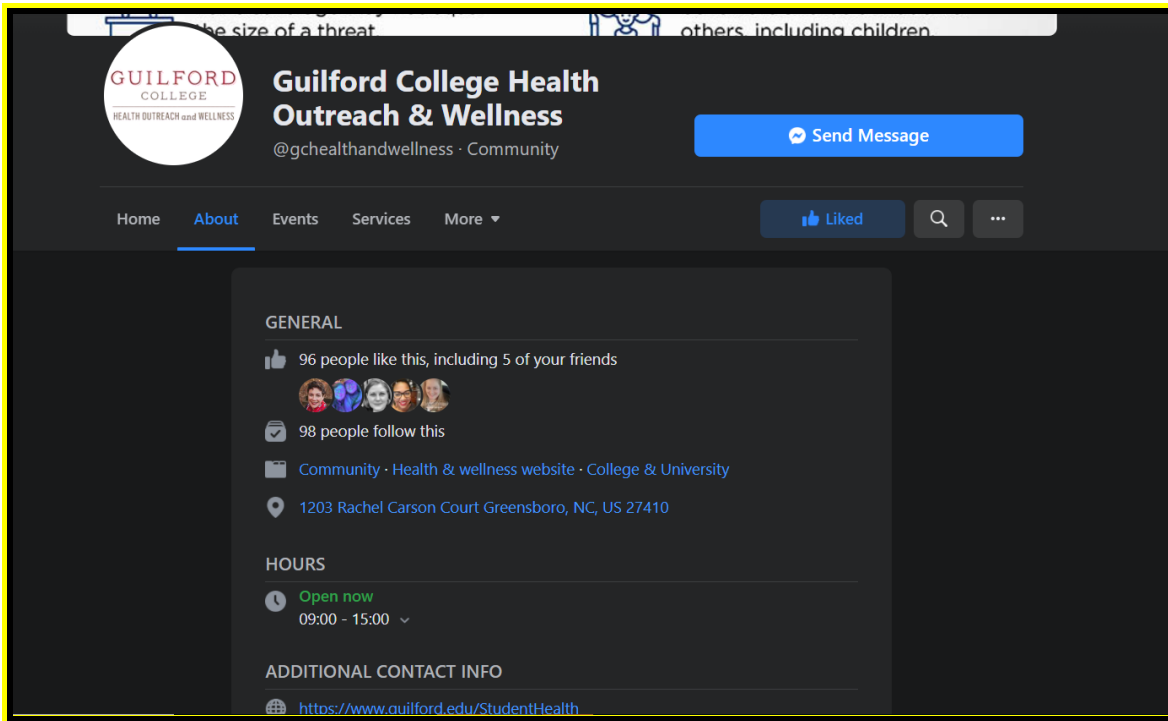 the size of a threat.
others, including children
GUILFORD
COLLEGE
HEALTH OUTREACH and WELLNESS
Guilford College Health
Outreach & Wellness
@gchealthandwellness · Community
Send Message
Home About Events Services More
Liked
GENERAL
96 people like this, including 5 of your friends
98 people follow this
Community · Health & wellness website · College & University
1203 Rachel Carson Court Greensboro, NC, US 27410
HOURS
Open now
09:00 - 15:00
ADDITIONAL CONTACT INFO
https://www.guilford.edu/StudentHealth